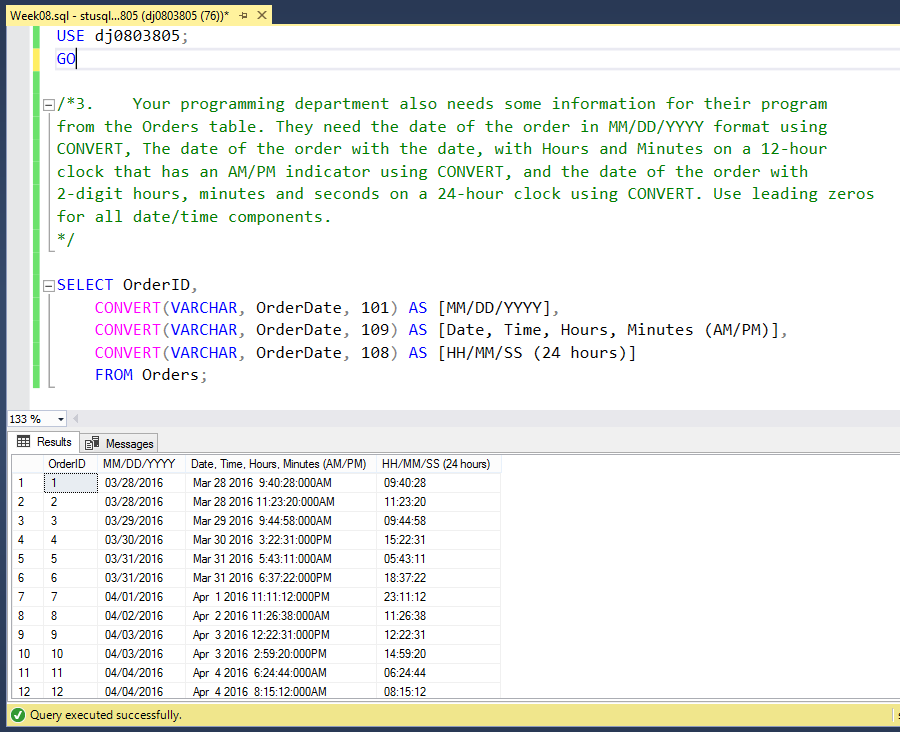 Week08.sql - stusql...805 (dj0803805 (76))*
USE dj0803805;
GO
/*3. Your programming department also needs some information for their program
from the Orders table. They need the date of the order in MM/DD/YYYY format using
CONVERT, The date of the order with the date, with Hours and Minutes on a 12-hour
clock that has an AM/PM indicator using CONVERT, and the date of the order with
2-digit hours, minutes and seconds on a 24-hour clock using CONVERT. Use leading zeros
for all date/time components.
*/
SELECT OrderID,
CONVERT(VARCHAR, OrderDate, 101) AS [MM/DD/YYYY],
CONVERT(VARCHAR, OrderDate, 109) AS [Date, Time, Hours, Minutes (AM/PM)],
CONVERT(VARCHAR, OrderDate, 108) AS [HH/MM/SS (24 hours)]
FROM Orders;
133 %
Results Messages
OrderID MM/DD/YYYY Date, Time, Hours, Minutes (AM/PM) HH/MM/SS (24 hours)
1 1 03/28/2016 Mar 28 2016 9:40:28:000AM 09:40:28
2 2 03/28/2016 Mar 28 2016 11:23:20:000AM 11:23:20
3 3 03/29/2016 Mar 29 2016 9:44:58:000AM 09:44:58
4 4 03/30/2016 Mar 30 2016 3:22:31:000PM 15:22:31
5 5 03/31/2016 Mar 31 2016 5:43:11:000AM 05:43:11
6 6 03/31/2016 Mar 31 2016 6:37:22:000PM 18:37:22
7 7 04/01/2016 Apr 1 2016 11:11:12:000PM 23:11:12
8 8 04/02/2016 Apr 2 2016 11:26:38:000AM 11:26:38
9 9 04/03/2016 Apr 3 2016 12:22:31:000PM 12:22:31
10 10 04/03/2016 Apr 3 2016 2:59:20:000PM 14:59:20
11 11 04/04/2016 Apr 4 2016 6:24:44:000AM 06:24:44
12 12 04/04/2016 Apr 4 2016 8:15:12:000AM 08:15:12
Query executed successfully.